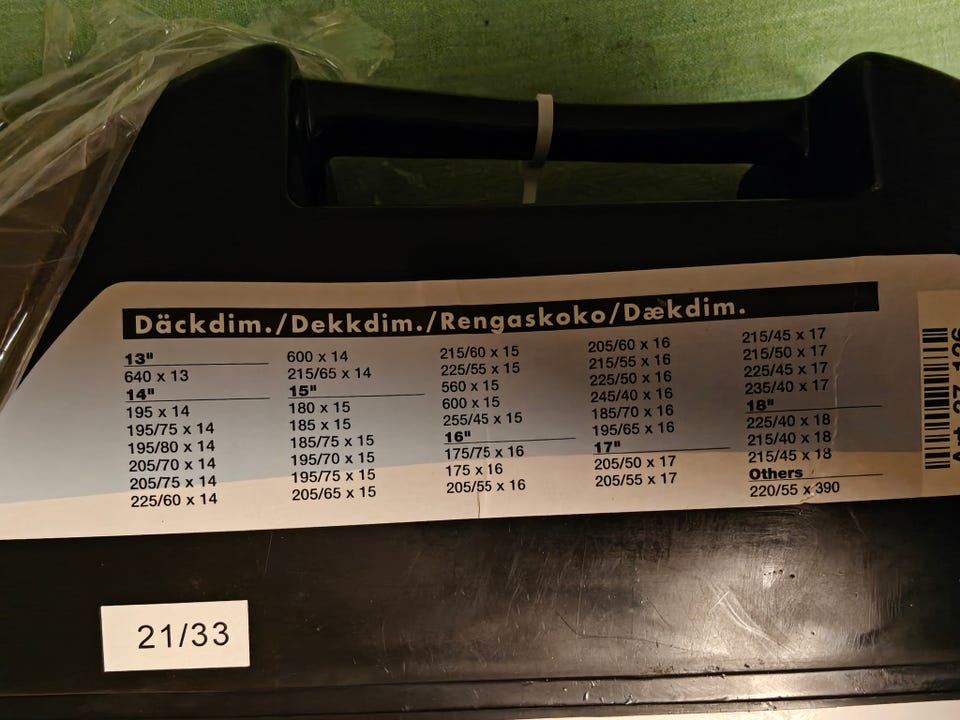 Däckdim./Dekkdim./Rengaskoko/Dækdim.
13"
640 x 13
14"
195 x 14
195/75 x 14
195/80 x 14
205/70 x 14
205/75 x 14
225/60 x 14
600 x 14
215/65 x 14
15"
180 x 15
185 x 15
185/75 x 15
195/70 x 15
195/75 x 15
205/65 x 15
215/60 x 15
225/55 x 15
560 x 15
600 x 15
255/45 x 15
16"
175/75 x 16
175 x 16
205/55 x 16
205/60 x 16
215/55 x 16
225/50 x 16
245/40 x 16
185/70 x 16
195/65 x 16
17"
205/50 x 17
205/55 x 17
215/45 x 17
215/50 x 17
225/45 x 17
235/40 x 17
18"
225/40 x 18
215/40 x 18
215/45 x 18
Others
220/55 x 390
21/33